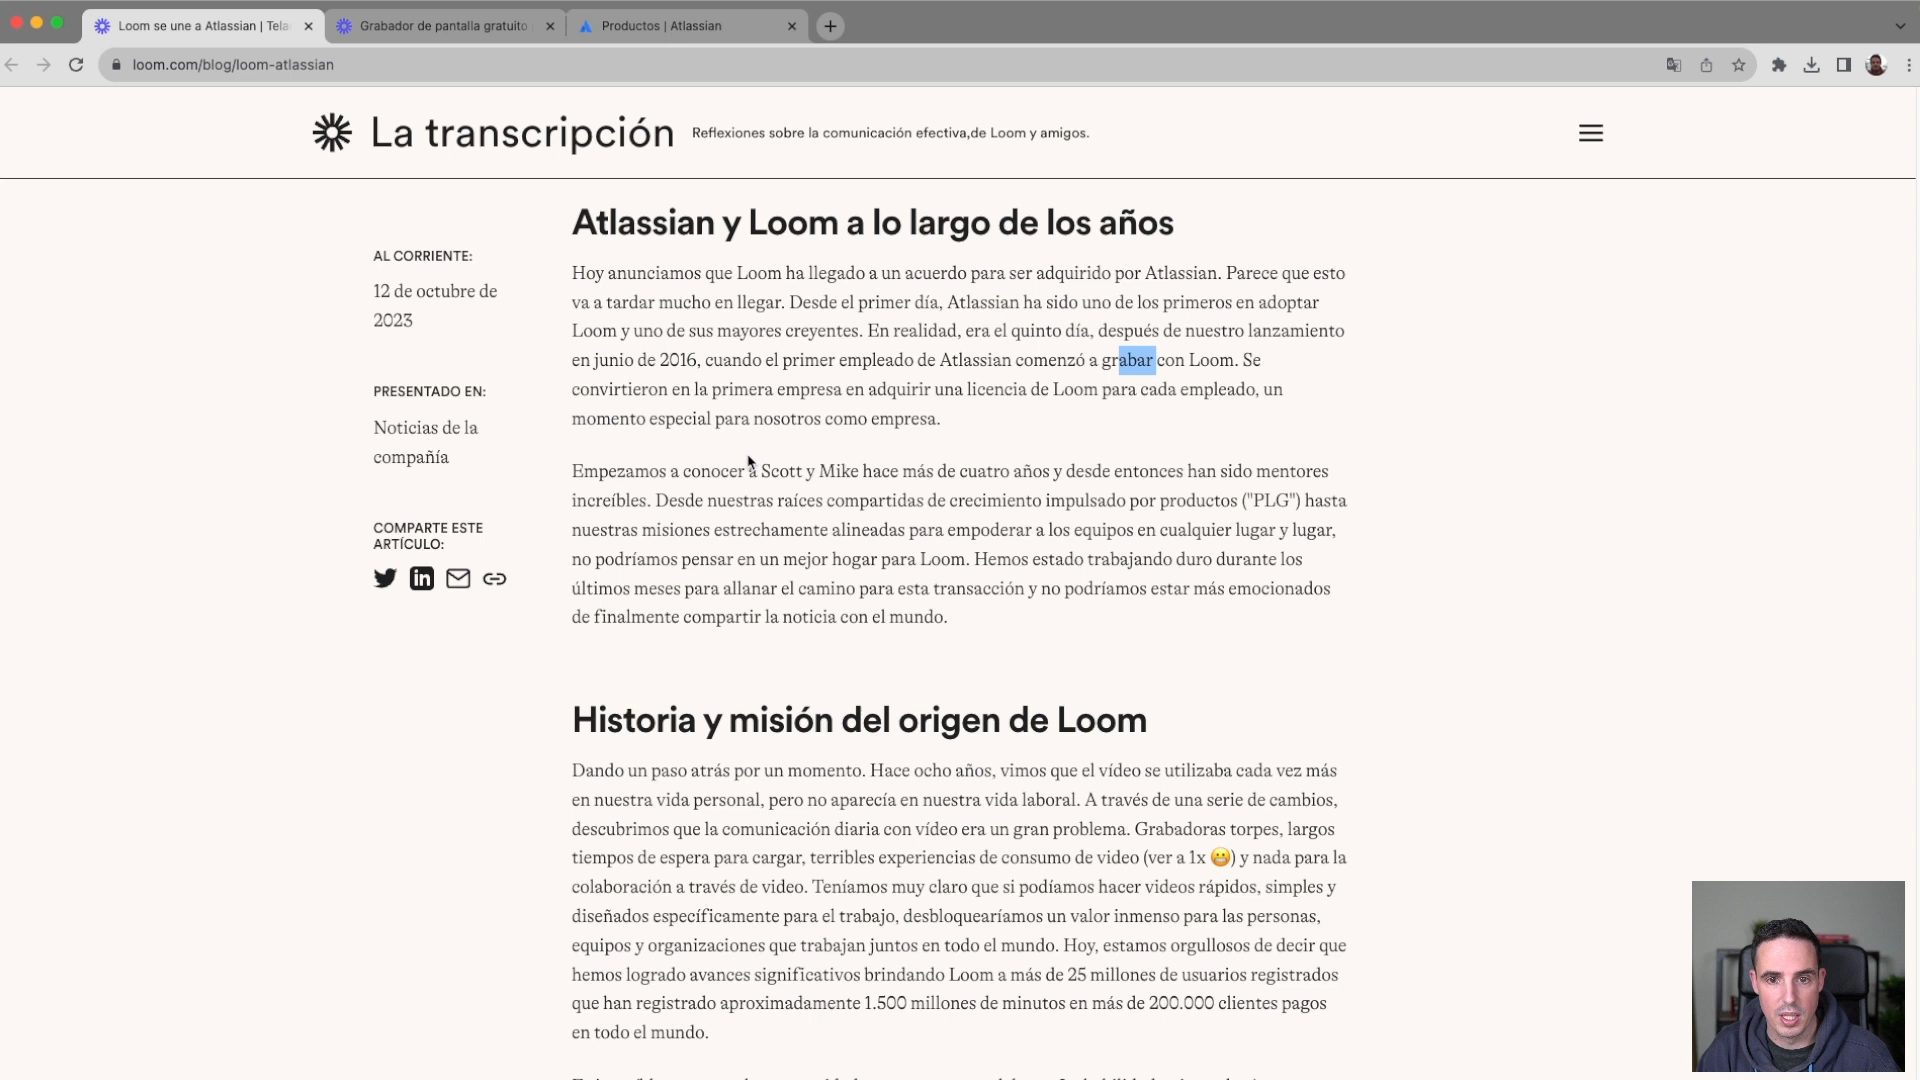 Loom se une a Atlassian | Tela
Grabador de pantalla gratuito
Productos | Atlassian
loom.com/blog/loom-atlassian
La transcripción
Reflexiones sobre la comunicación efectiva,de Loom y amigos.
AL CORRIENTE:
12 de octubre de
2023
PRESENTADO EN:
Noticias de la
compañía
COMPARTE ESTE
ARTÍCULO:
in
Atlassian y Loom a lo largo de los años
Hoy anunciamos que Loom ha llegado a un acuerdo para ser adquirido por Atlassian. Parece que esto
va a tardar mucho en llegar. Desde el primer día, Atlassian ha sido uno de los primeros en adoptar
Loom y uno de sus mayores creyentes. En realidad, era el quinto día, después de nuestro lanzamiento
en junio de 2016, cuando el primer empleado de Atlassian comenzó a grabar con Loom. Se
convirtieron en la primera empresa en adquirir una licencia de Loom para cada empleado, un
momento especial para nosotros como empresa.
Empezamos a conocer a Scott y Mike hace más de cuatro años y desde entonces han sido mentores
increíbles. Desde nuestras raíces compartidas de crecimiento impulsado por productos ("PLG") hasta
nuestras misiones estrechamente alineadas para empoderar a los equipos en cualquier lugar y lugar,
no podríamos pensar en un mejor hogar para Loom. Hemos estado trabajando duro durante los
últimos meses para allanar el camino para esta transacción y no podríamos estar más emocionados
de finalmente compartir la noticia con el mundo.
Historia y misión del origen de Loom
Dando un paso atrás por un momento. Hace ocho años, vimos que el vídeo se utilizaba cada vez más
en nuestra vida personal, pero no aparecía en nuestra vida laboral. A través de una serie de cambios,
descubrimos que la comunicación diaria con vídeo era un gran problema. Grabadoras torpes, largos
tiempos de espera para cargar, terribles experiencias de consumo de video (ver a 1x 😬) y nada para la
colaboración a través de video. Teníamos muy claro que si podíamos hacer videos rápidos, simples y
diseñados específicamente para el trabajo, desbloquearíamos un valor inmenso para las personas,
equipos y organizaciones que trabajan juntos en todo el mundo. Hoy, estamos orgullosos de decir que
hemos logrado avances significativos brindando Loom a más de 25 millones de usuarios registrados
que han registrado aproximadamente 1.500 millones de minutos en más de 200.000 clientes pagos
en todo el mundo.